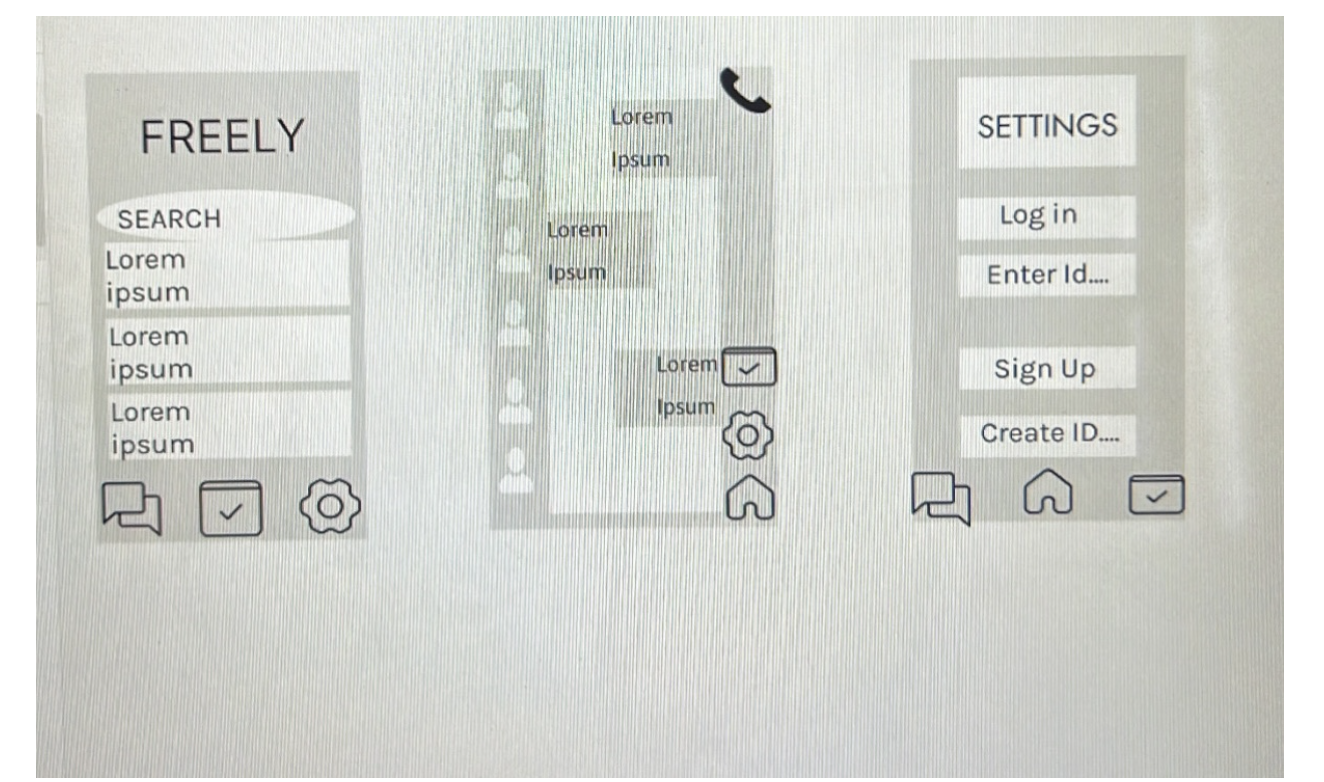 FREELY
SEARCH
Lorem
ipsum
Lorem
ipsum
Lorem
ipsum
Lorem
Ipsum
Lorem
Ipsum
Lorem
Ipsum
SETTINGS
Log in
Enter Id....
Sign Up
Create ID....